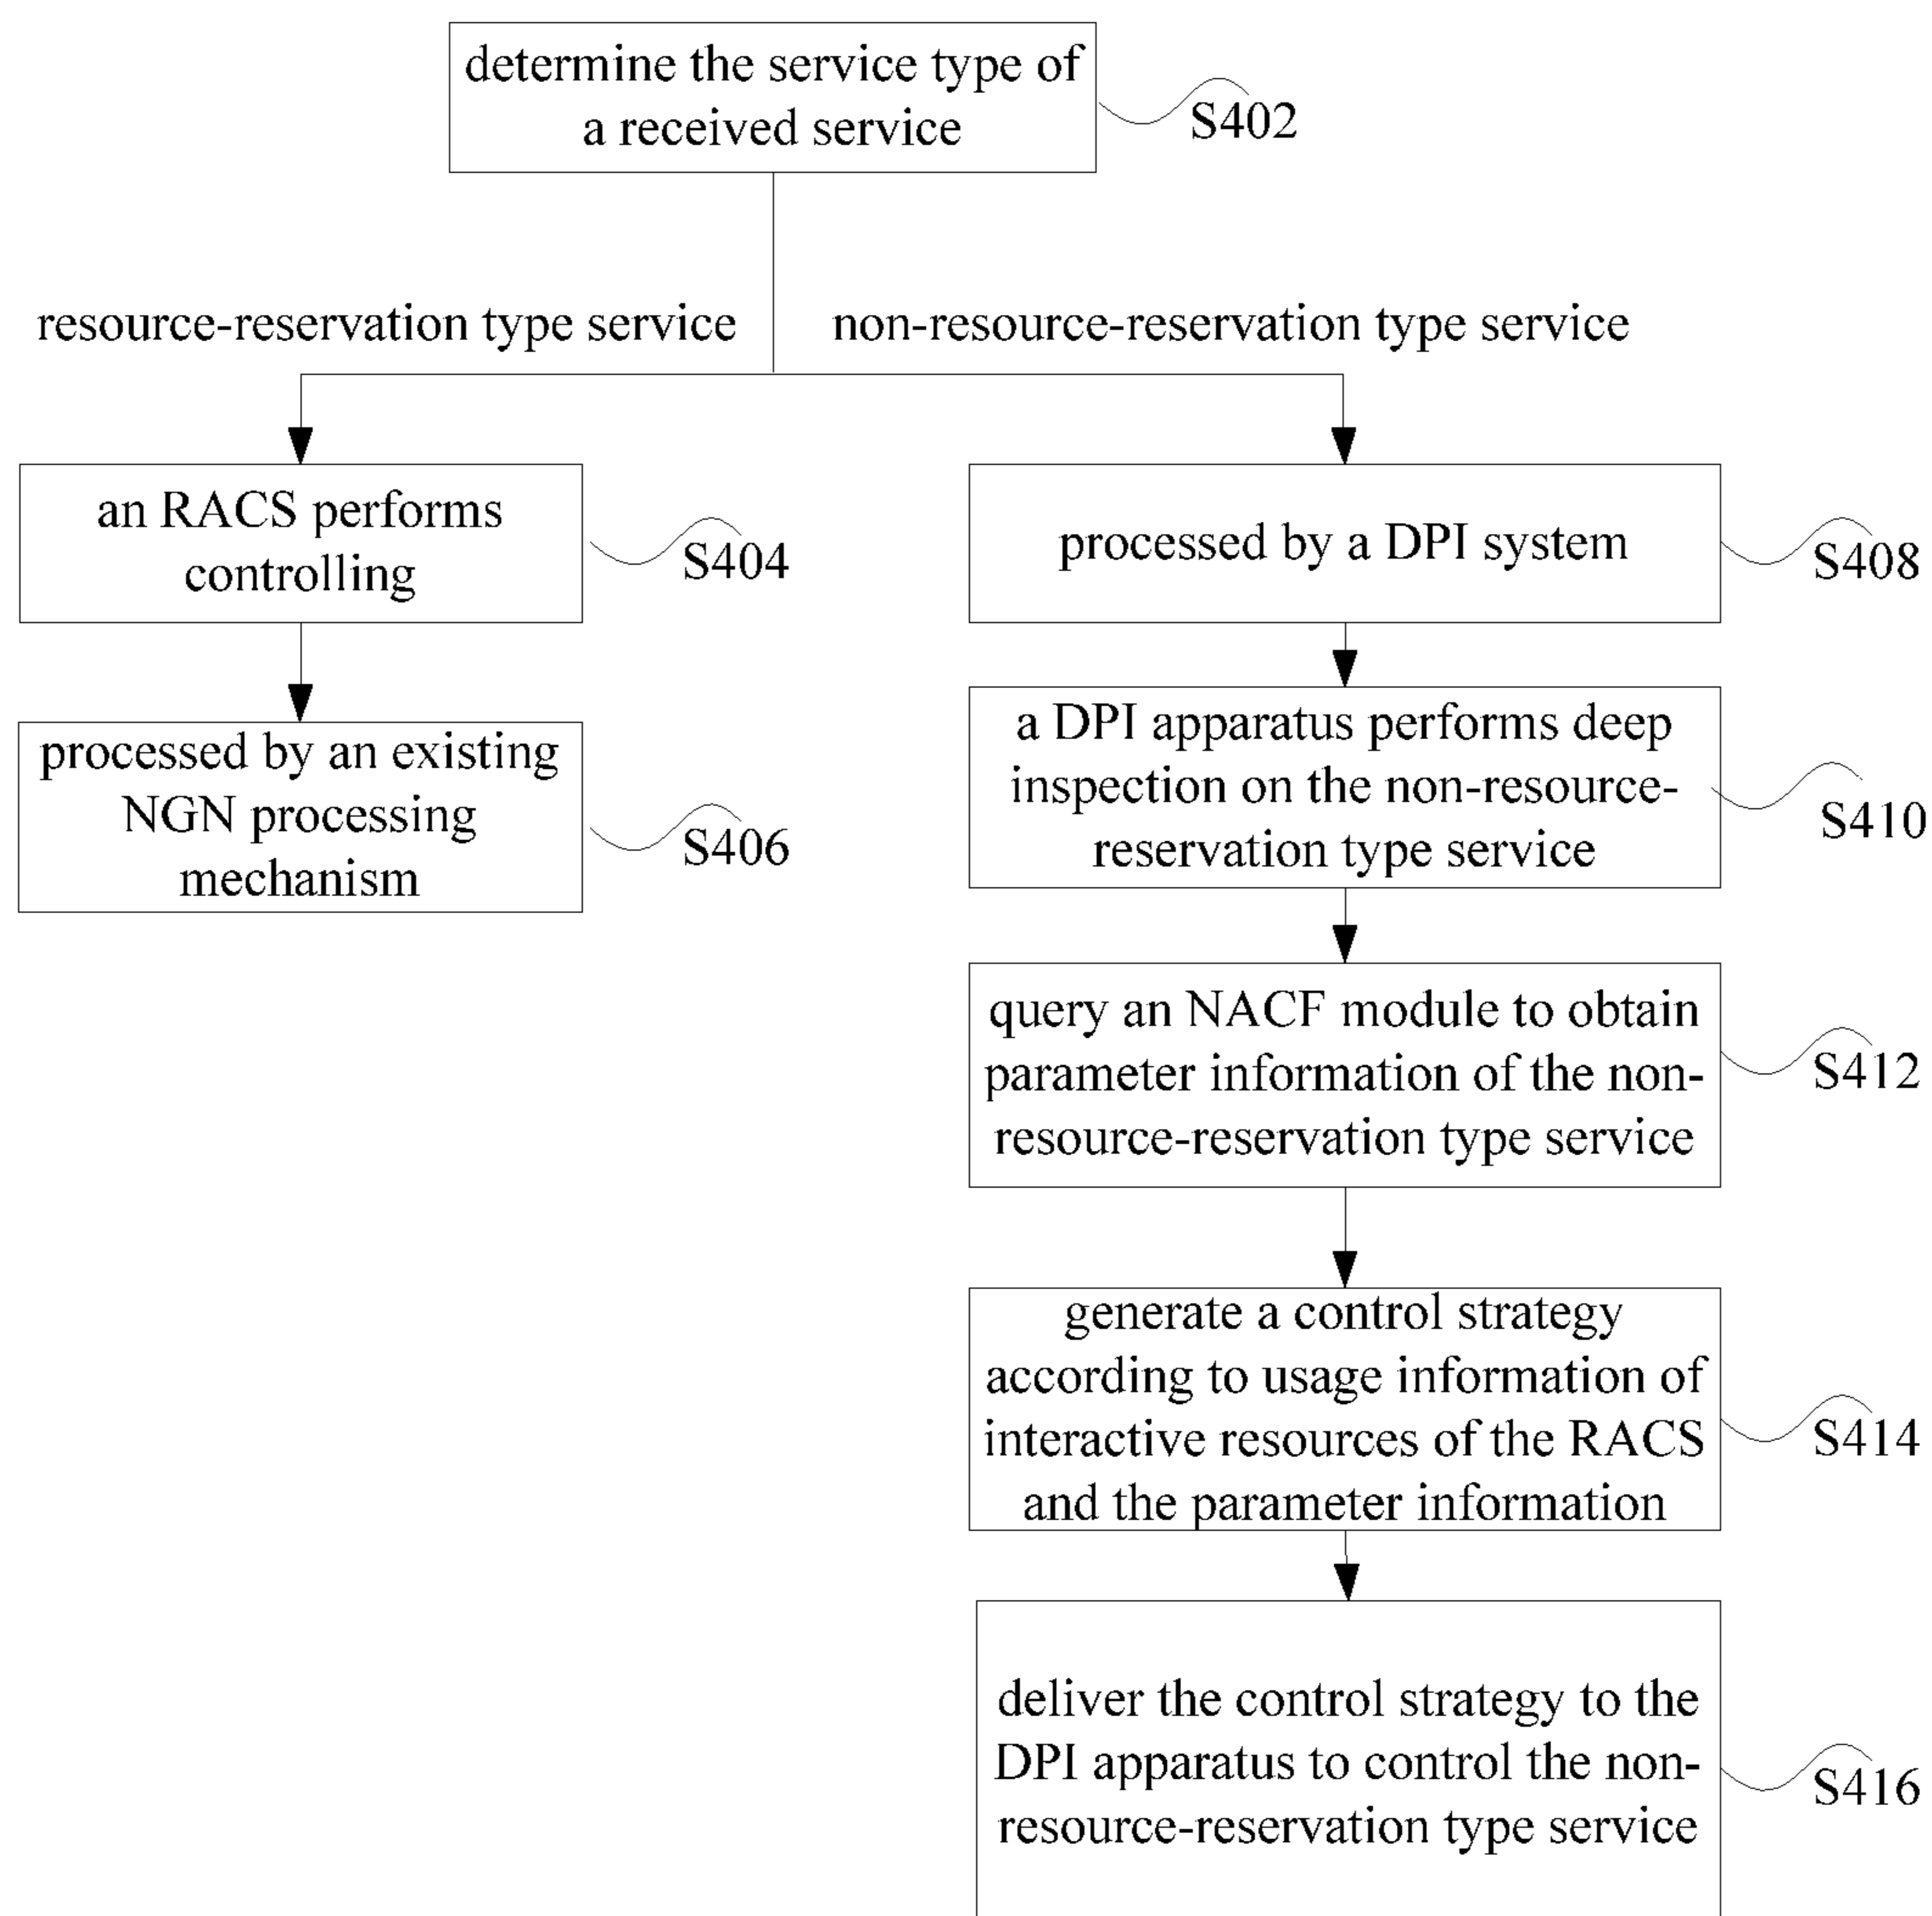 determine the service type of
a received service
S402
resource-reservation type service
non-resource-reservation type service
an RACS performs
controlling
S404
processed by an existing
NGN processing
mechanism
S406
processed by a DPI system
S408
a DPI apparatus performs deep
inspection on the non-resource-
reservation type service
S410
query an NACF module to obtain
parameter information of the non-
resource-reservation type service
S412
generate a control strategy
according to usage information of
interactive resources of the RACS
and the parameter information
S414
deliver the control strategy to the
DPI apparatus to control the non-
resource-reservation type service
S416